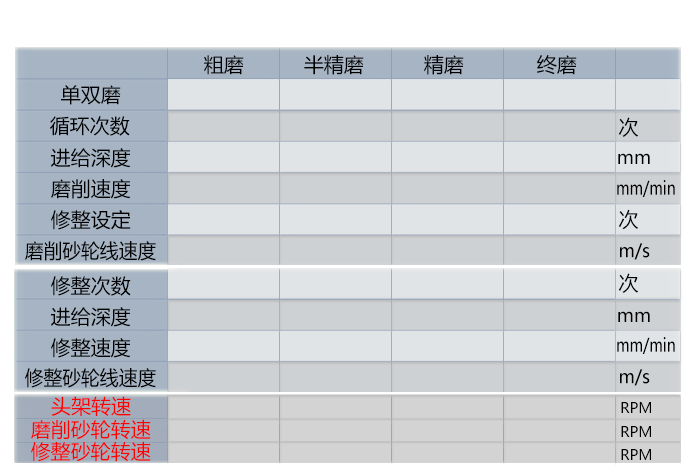 粗磨 半精磨 精磨 终磨
单双磨
循环次数 次
进给深度 mm
磨削速度 mm/min
修整设定 次
磨削砂轮线速度 m/s
修整次数 次
进给深度 mm
修整速度 mm/min
修整砂轮线速度 m/s
头架转速 RPM
磨削砂轮转速 RPM
修整砂轮转速 RPM